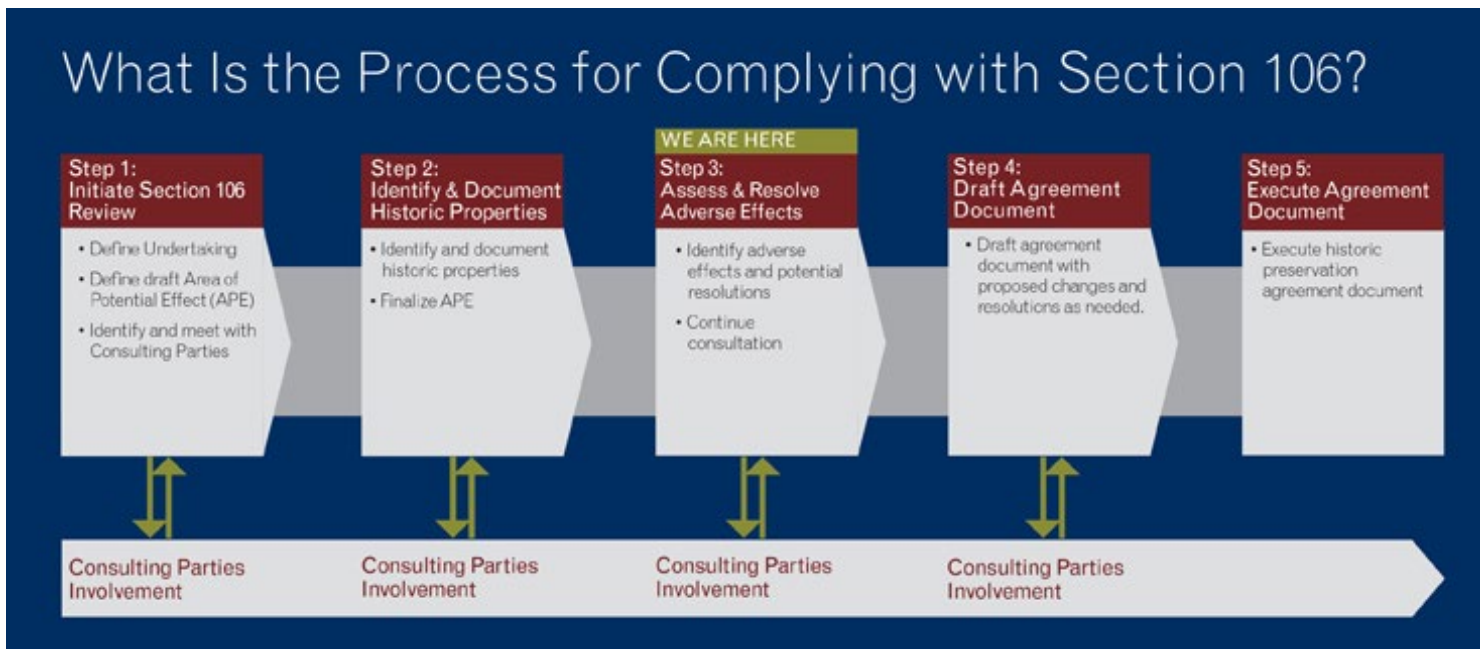 What Is the Process for Complying with Section 106?
Step 1:
Initiate Section 106
Review
• Define Undertaking
• Define draft Area of
Potential Effect (APE)
• Identify and meet with
Consulting Parties
Step 2:
Identify & Document
Historic Properties
• Identify and document
historic properties
• Finalize APE
WE ARE HERE
Step 3:
Assess & Resolve
Adverse Effects
• Identify adverse
effects and potential
resolutions
• Continue
consultation
Step 4:
Draft Agreement
Document
• Draft agreement
document with
proposed changes and
resolutions as needed.
Step 5:
Execute Agreement
Document
• Execute historic
preservation
agreement document
Consulting Parties
Involvement
Consulting Parties
Involvement
Consulting Parties
Involvement
Consulting Parties
Involvement